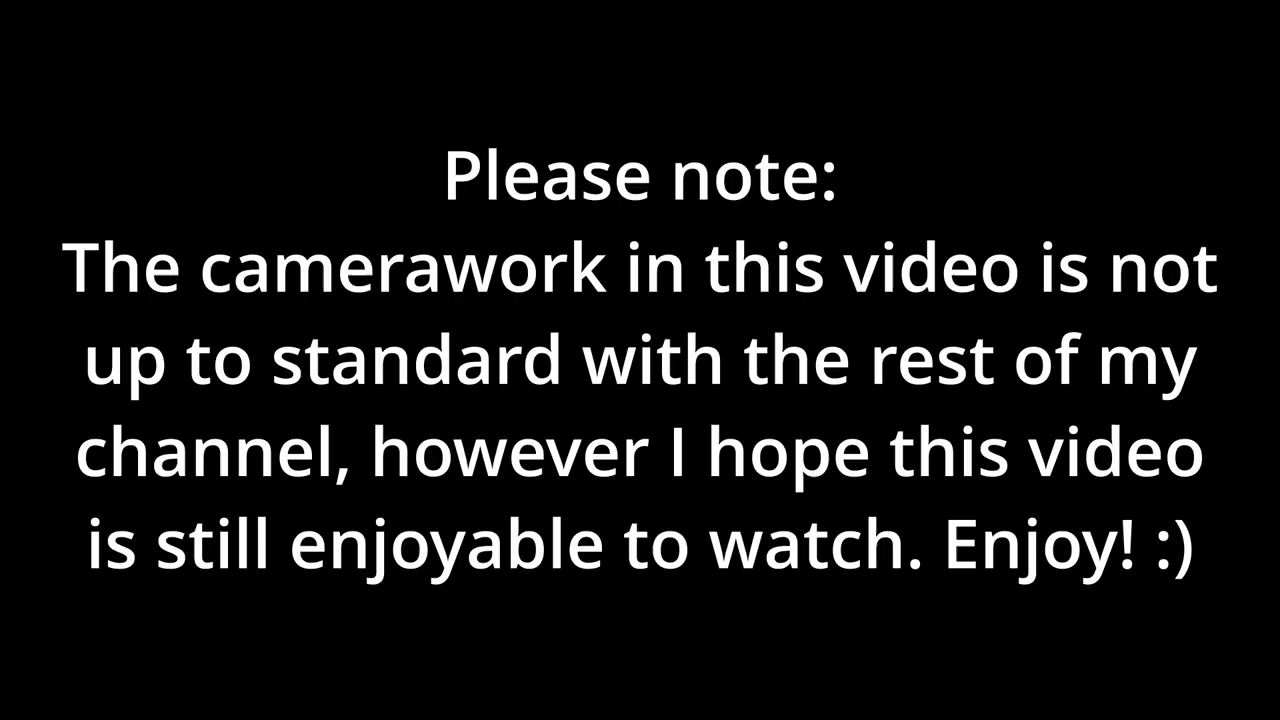 Please note:
The camerawork in this video is not
up to standard with the rest of my
channel, however I hope this video
is still enjoyable to watch. Enjoy! :)